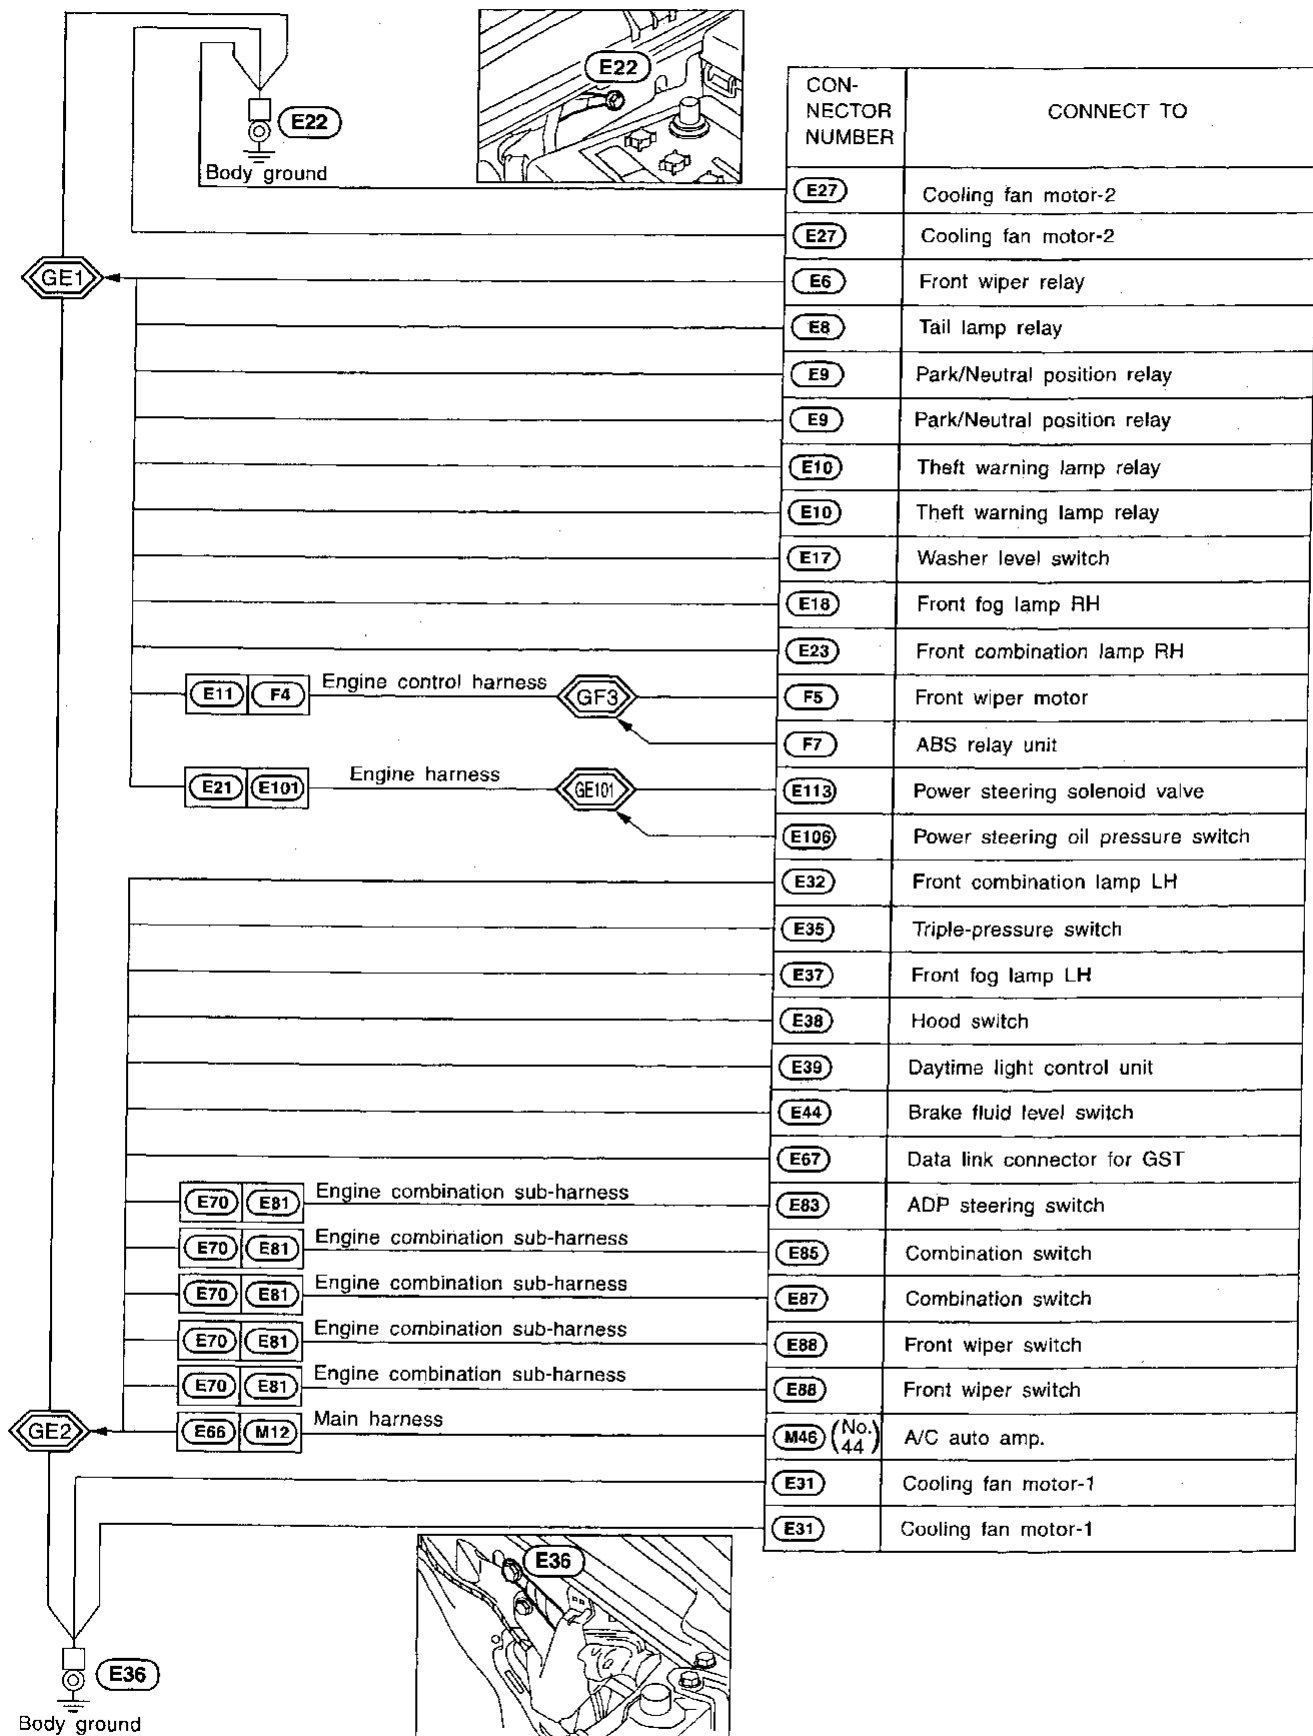 E22
E22
Body ground
CON-
NECTOR
NUMBER
CONNECT TO
E27 Cooling fan motor-2
E27 Cooling fan motor-2
GE1 E6 Front wiper relay
E8 Tail lamp relay
E9 Park/Neutral position relay
E9 Park/Neutral position relay
E10 Theft warning lamp relay
E10 Theft warning lamp relay
E17 Washer level switch
E18 Front fog lamp RH
E23 Front combination lamp RH
E11 F4 Engine control harness GF3 F5 Front wiper motor
F7 ABS relay unit
E21 E101 Engine harness GE101 E113 Power steering solenoid valve
E106 Power steering oil pressure switch
E32 Front combination lamp LH
E35 Triple-pressure switch
E37 Front fog lamp LH
E38 Hood switch
E39 Daytime light control unit
E44 Brake fluid level switch
E67 Data link connector for GST
E70 E81 Engine combination sub-harness E83 ADP steering switch
E70 E81 Engine combination sub-harness E85 Combination switch
E70 E81 Engine combination sub-harness E87 Combination switch
E70 E81 Engine combination sub-harness E88 Front wiper switch
E70 E81 Engine combination sub-harness E88 Front wiper switch
GE2 E66 M12 Main harness M46 (No. 44) A/C auto amp.
E31 Cooling fan motor-1
E31 Cooling fan motor-1
E36
E36
Body ground